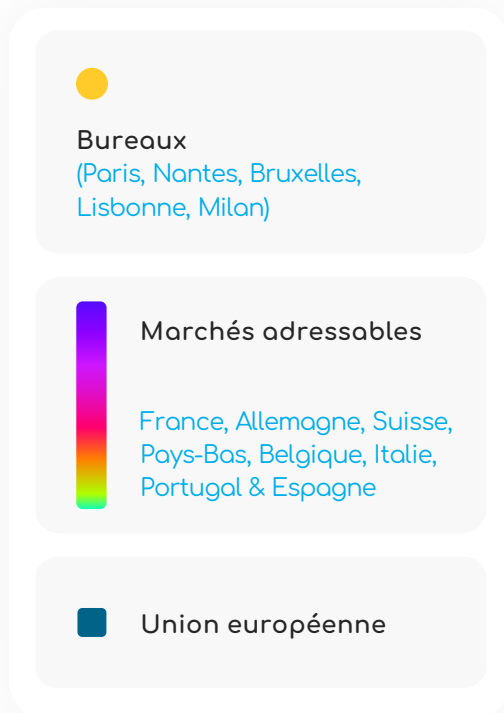 Bureaux
(Paris, Nantes, Bruxelles,
Lisbonne, Milan)
Marchés adressables
France, Allemagne, Suisse,
Pays-Bas, Belgique, Italie,
Portugal & Espagne
Union européenne